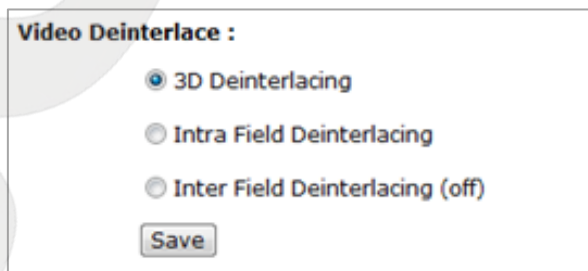 Video Deinterlace :
3D Deinterlacing
Intra Field Deinterlacing
Inter Field Deinterlacing (off)
Save